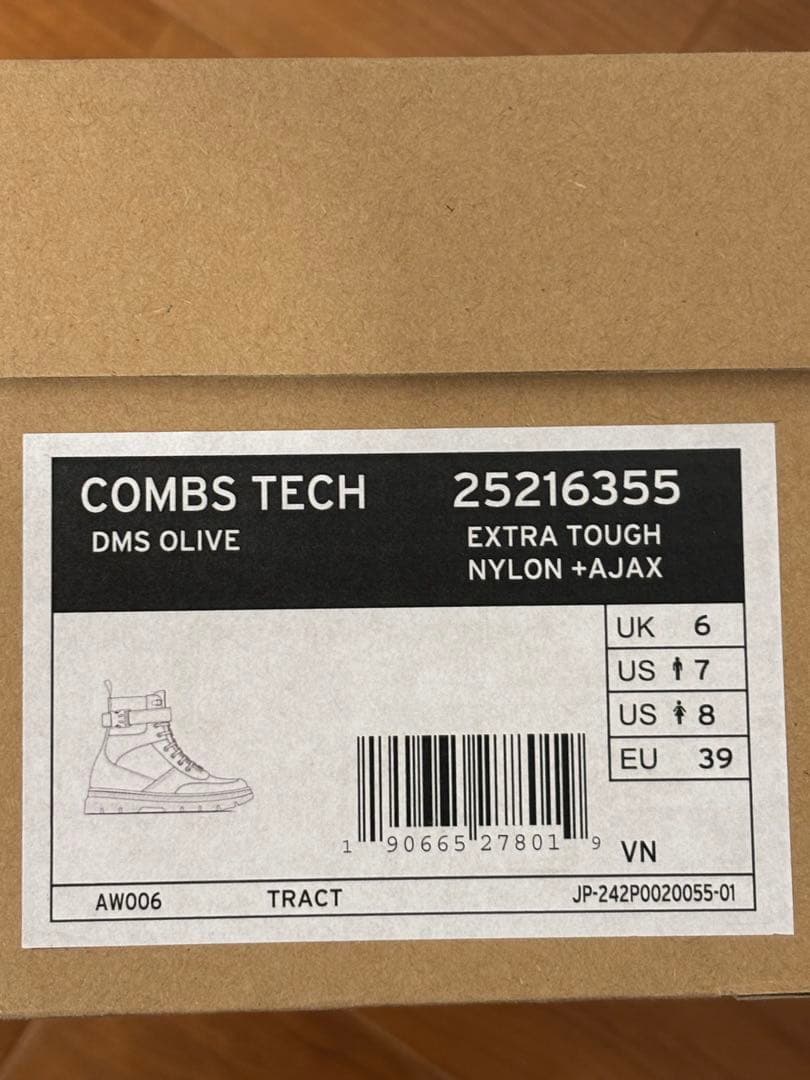 COMBS TECH
DMS OLIVE
25216355
EXTRA TOUGH
NYLON +AJAX
UK 6
US 7
US 8
EU 39
1 90665 27801 9
VN
AW006
TRACT
JP-242P0020055-01